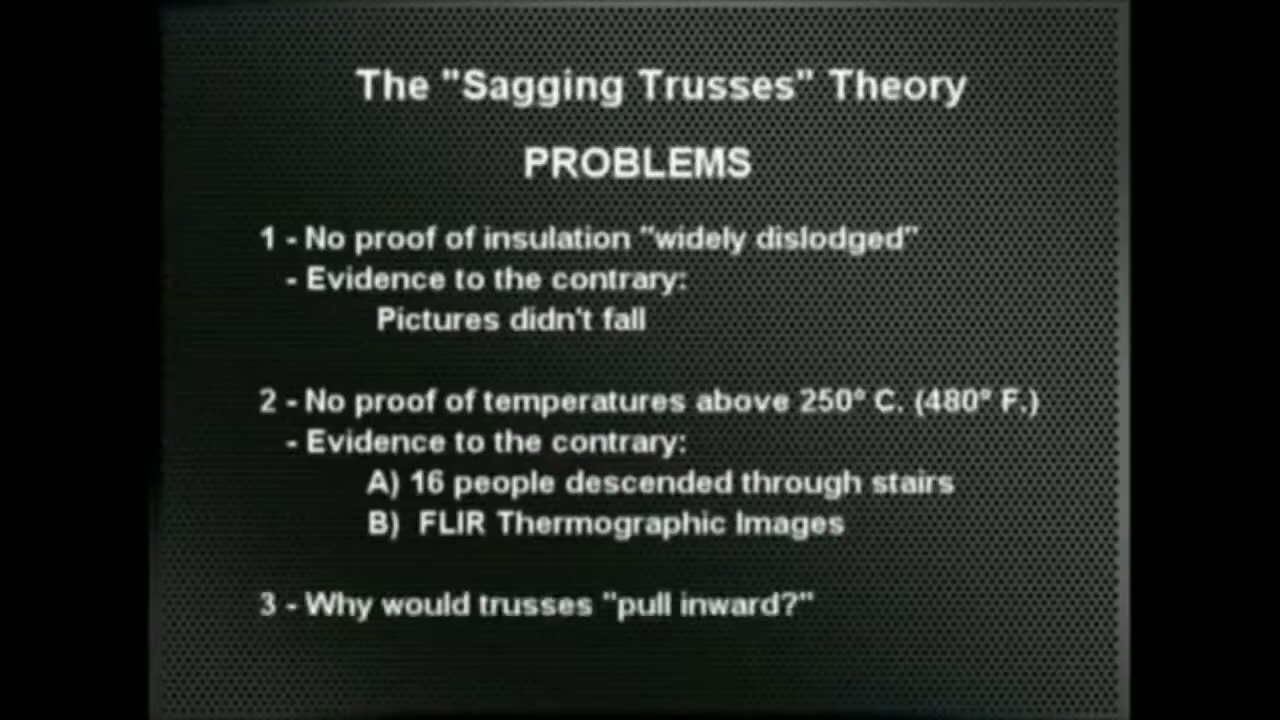 The "Sagging Trusses" Theory
PROBLEMS
1 - No proof of insulation "widely dislodged"
- Evidence to the contrary:
Pictures didn't fall
2 - No proof of temperatures above 250° C. (480° F.)
- Evidence to the contrary:
A) 16 people descended through stairs
B) FLIR Thermographic Images
3 - Why would trusses "pull inward?"